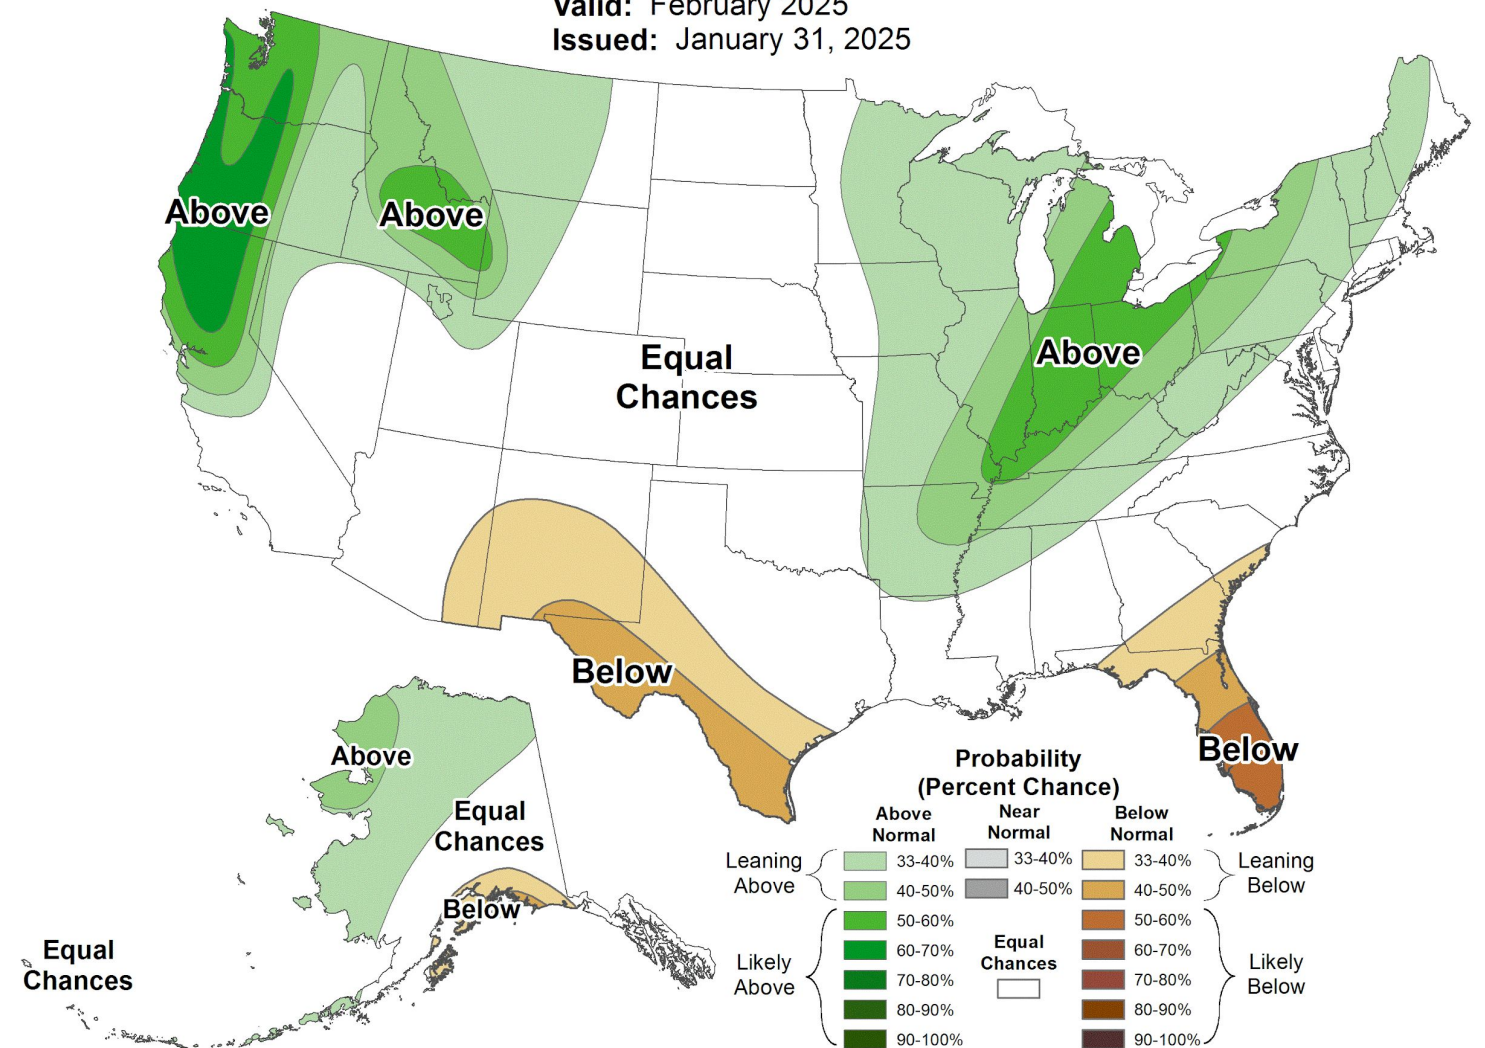 Valid: February 2025
Issued: January 31, 2025
Above
Above
Above
Equal
Chances
Below
Below
Above
Equal
Chances
Below
Equal
Chances
Probability
(Percent Chance)
Above
Normal
Near
Normal
Below
Normal
Leaning
Above
33-40%
33-40%
33-40%
Leaning
Below
40-50%
40-50%
40-50%
Likely
Above
50-60%
60-70%
70-80%
80-90%
90-100%
Equal
Chances
50-60%
60-70%
70-80%
80-90%
90-100%
Likely
Below